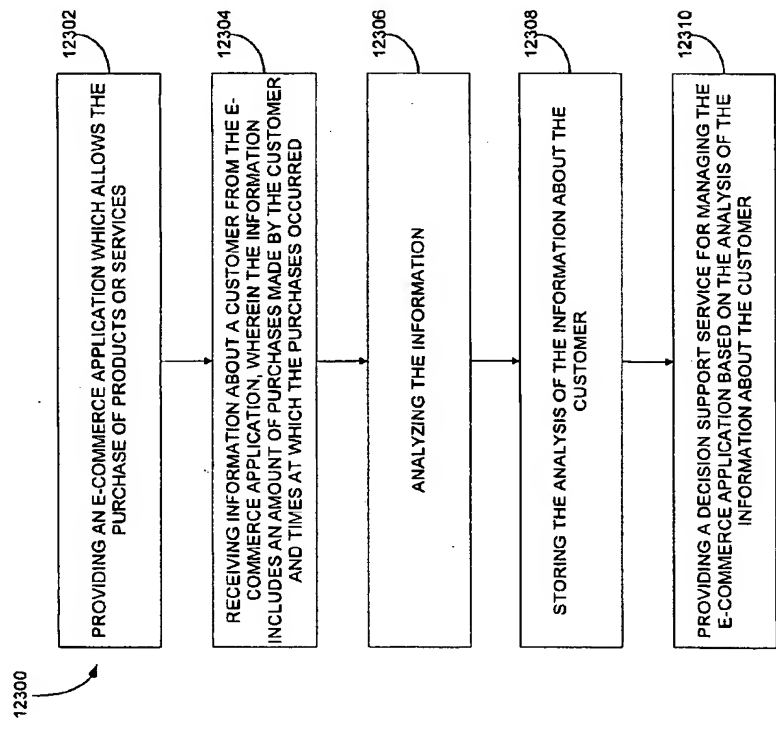 12300
12302
PROVIDING AN E-COMMERCE APPLICATION WHICH ALLOWS THE
PURCHASE OF PRODUCTS OR SERVICES
12304
RECEIVING INFORMATION ABOUT A CUSTOMER FROM THE E-
COMMERCE APPLICATION, WHEREIN THE INFORMATION
INCLUDES AN AMOUNT OF PURCHASES MADE BY THE CUSTOMER
AND TIMES AT WHICH THE PURCHASES OCCURRED
12306
ANALYZING THE INFORMATION
12308
STORING THE ANALYSIS OF THE INFORMATION ABOUT THE
CUSTOMER
12310
PROVIDING A DECISION SUPPORT SERVICE FOR MANAGING THE
E-COMMERCE APPLICATION BASED ON THE ANALYSIS OF THE
INFORMATION ABOUT THE CUSTOMER